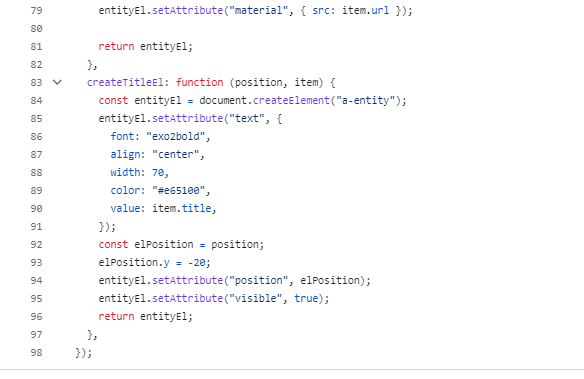 79 entityEl.setAttribute("material", { src: item.url });
80
81 return entityEl;
82 },
83 createTitleEl: function (position, item) {
84 const entityEl = document.createElement("a-entity");
85 entityEl.setAttribute("text", {
86 font: "exo2bold",
87 align: "center",
88 width: 70,
89 color: "#e65100",
90 value: item.title,
91 });
92 const elPosition = position;
93 elPosition.y = -20;
94 entityEl.setAttribute("position", elPosition);
95 entityEl.setAttribute("visible", true);
96 return entityEl;
97 },
98 });